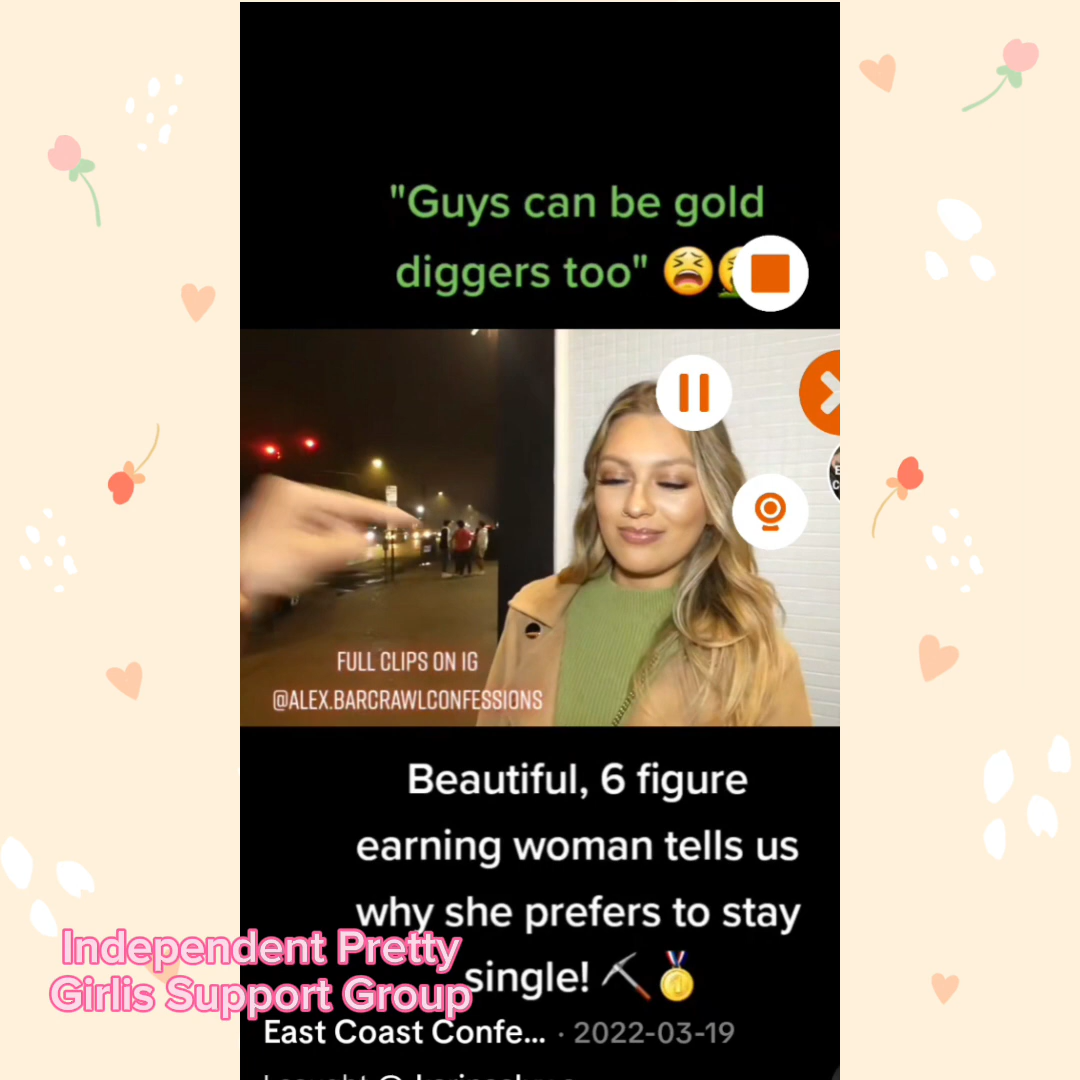 "Guys can be gold
diggers too" 😫
FULL CLIPS ON IG
@ALEX.BARCRAWLCONFESSIONS
Beautiful, 6 figure
earning woman tells us
why she prefers to stay
single! ⛏️🏅
Independent Pretty
Girlis Support Group
East Coast Confe... · 2022-03-19